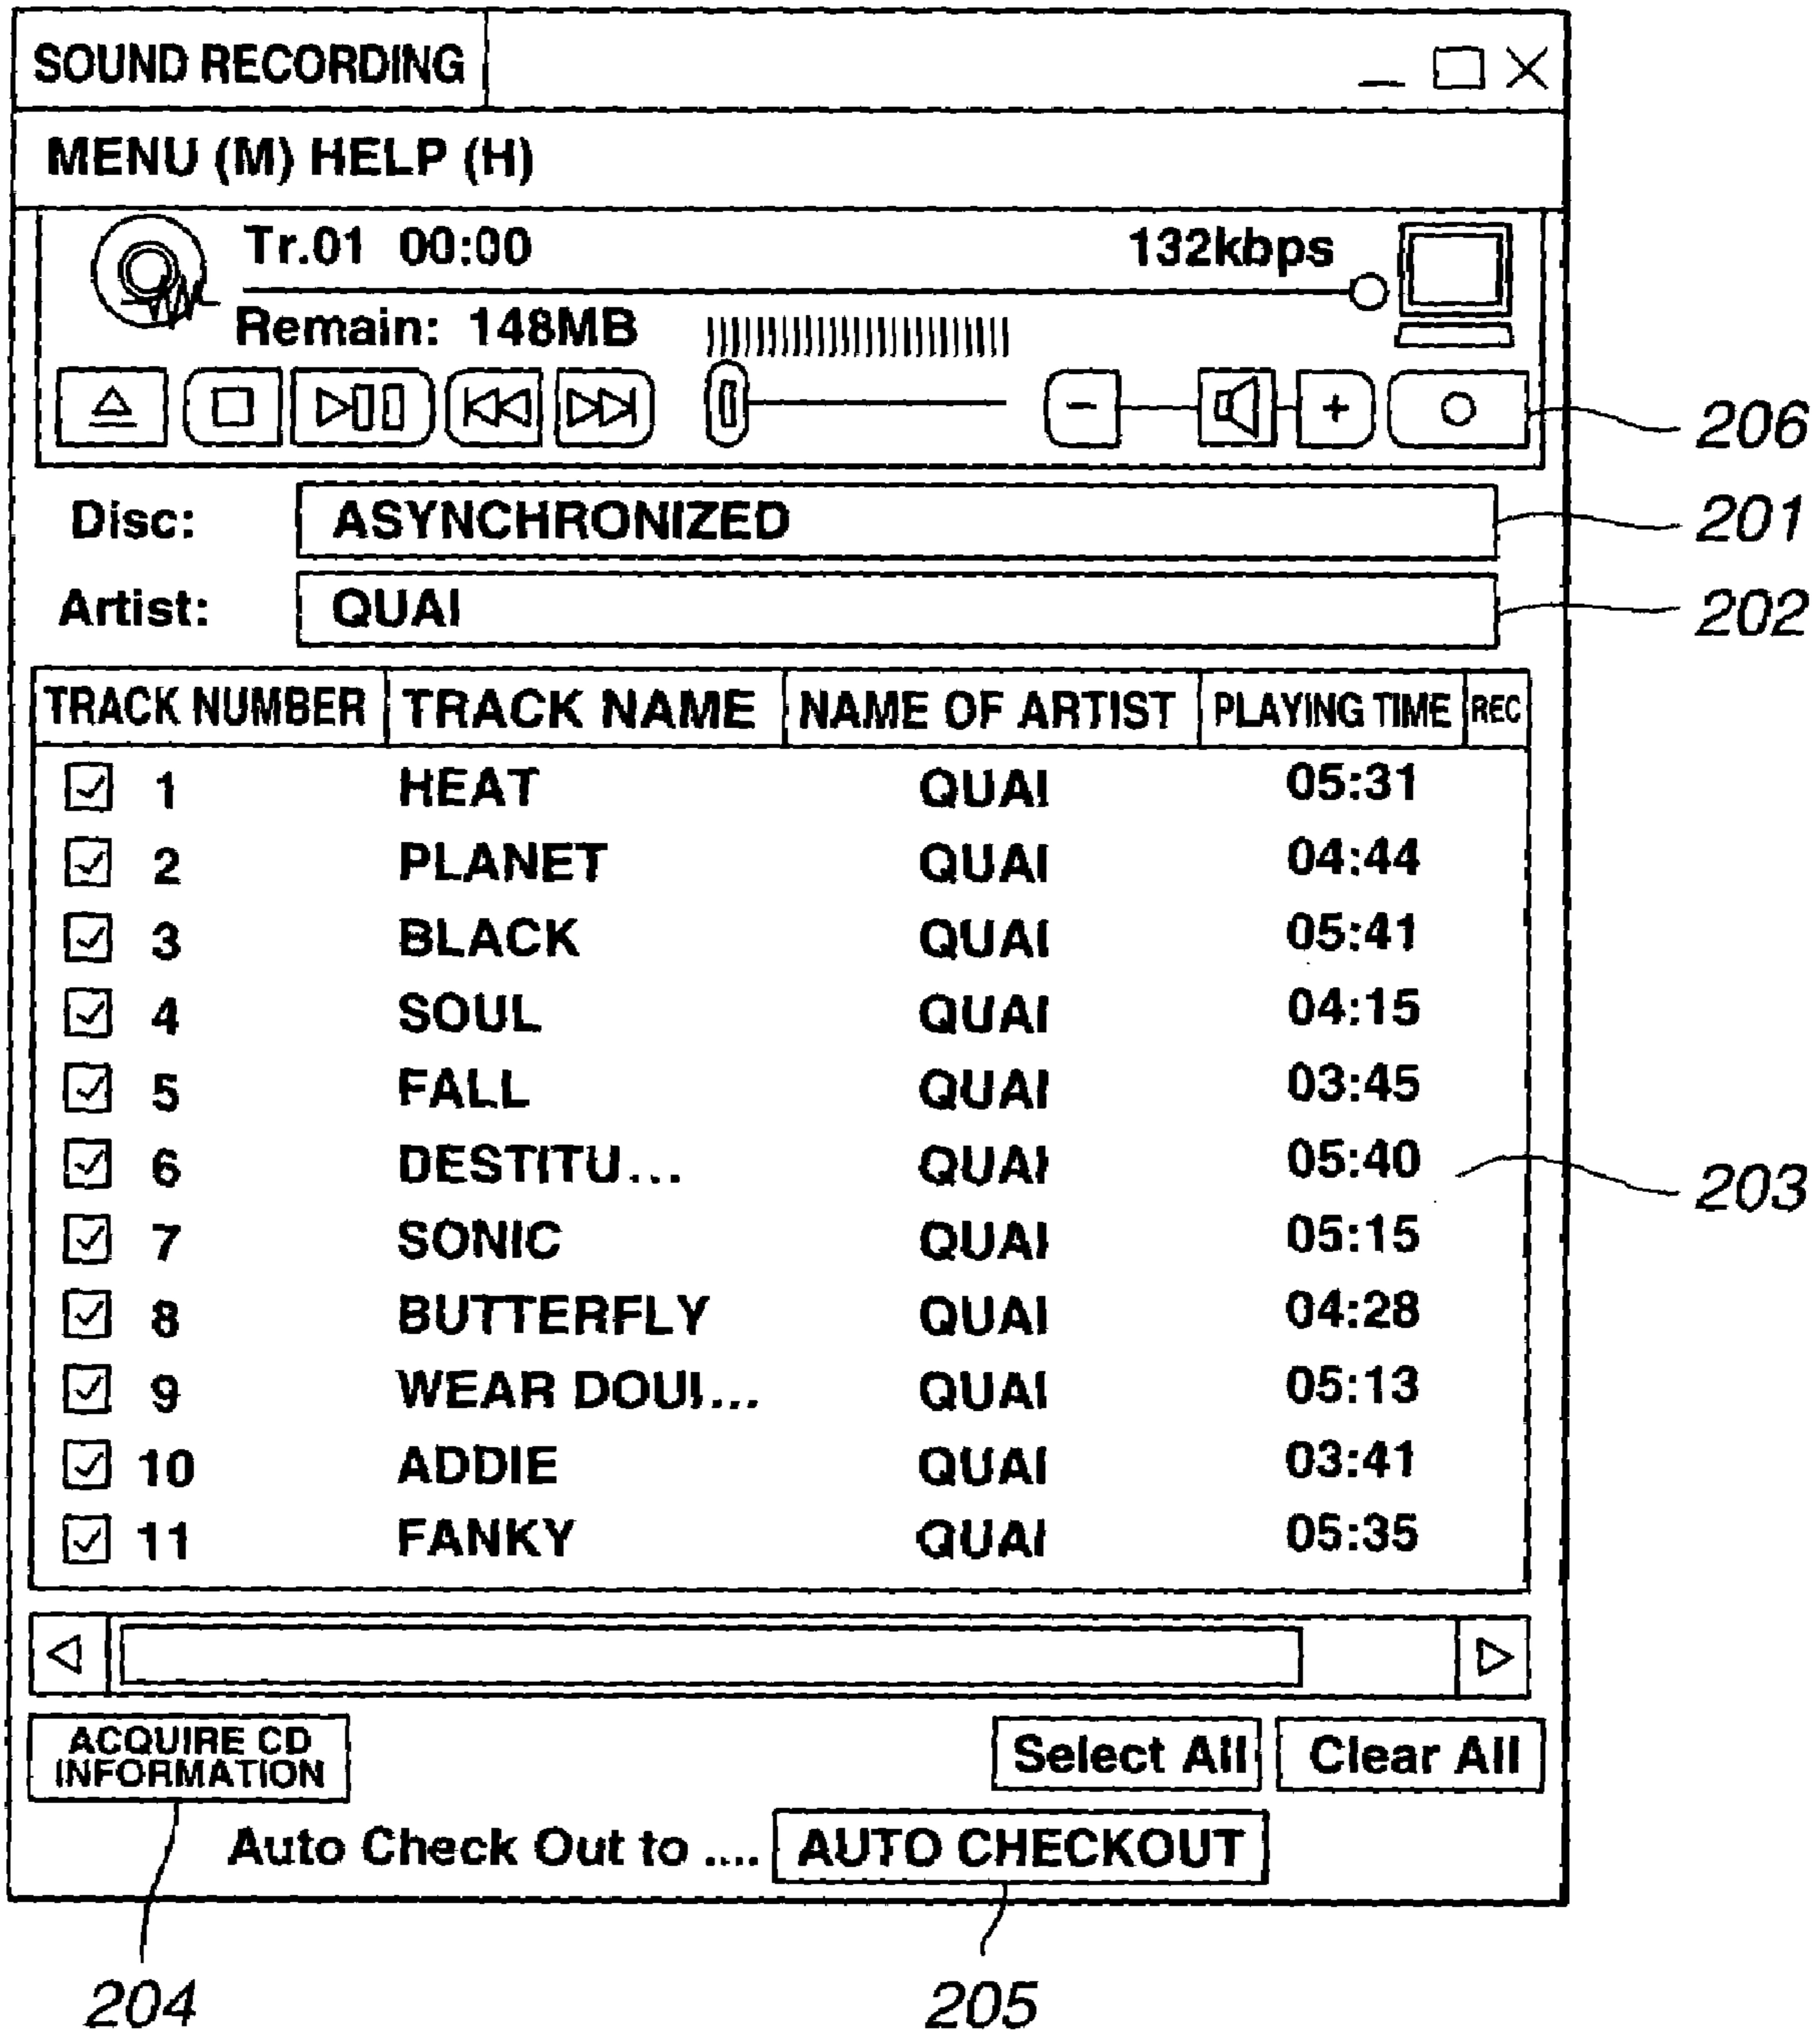 SOUND RECORDING
MENU (M) HELP (H)
Tr.01 00:00 132kbps
Remain: 148MB
206
Disc: ASYNCHRONIZED 201
Artist: QUAI 202
TRACK NUMBER TRACK NAME NAME OF ARTIST PLAYING TIME REC
1 HEAT QUAI 05:31
2 PLANET QUAI 04:44
3 BLACK QUAI 05:41
4 SOUL QUAI 04:15
5 FALL QUAI 03:45
6 DESTITU... QUAI 05:40 203
7 SONIC QUAI 05:15
8 BUTTERFLY QUAI 04:28
9 WEAR DOUI... QUAI 05:13
10 ADDIE QUAI 03:41
11 FANKY QUAI 05:35
ACQUIRE CD
INFORMATION
Select All Clear All
Auto Check Out to .... AUTO CHECKOUT
204 205